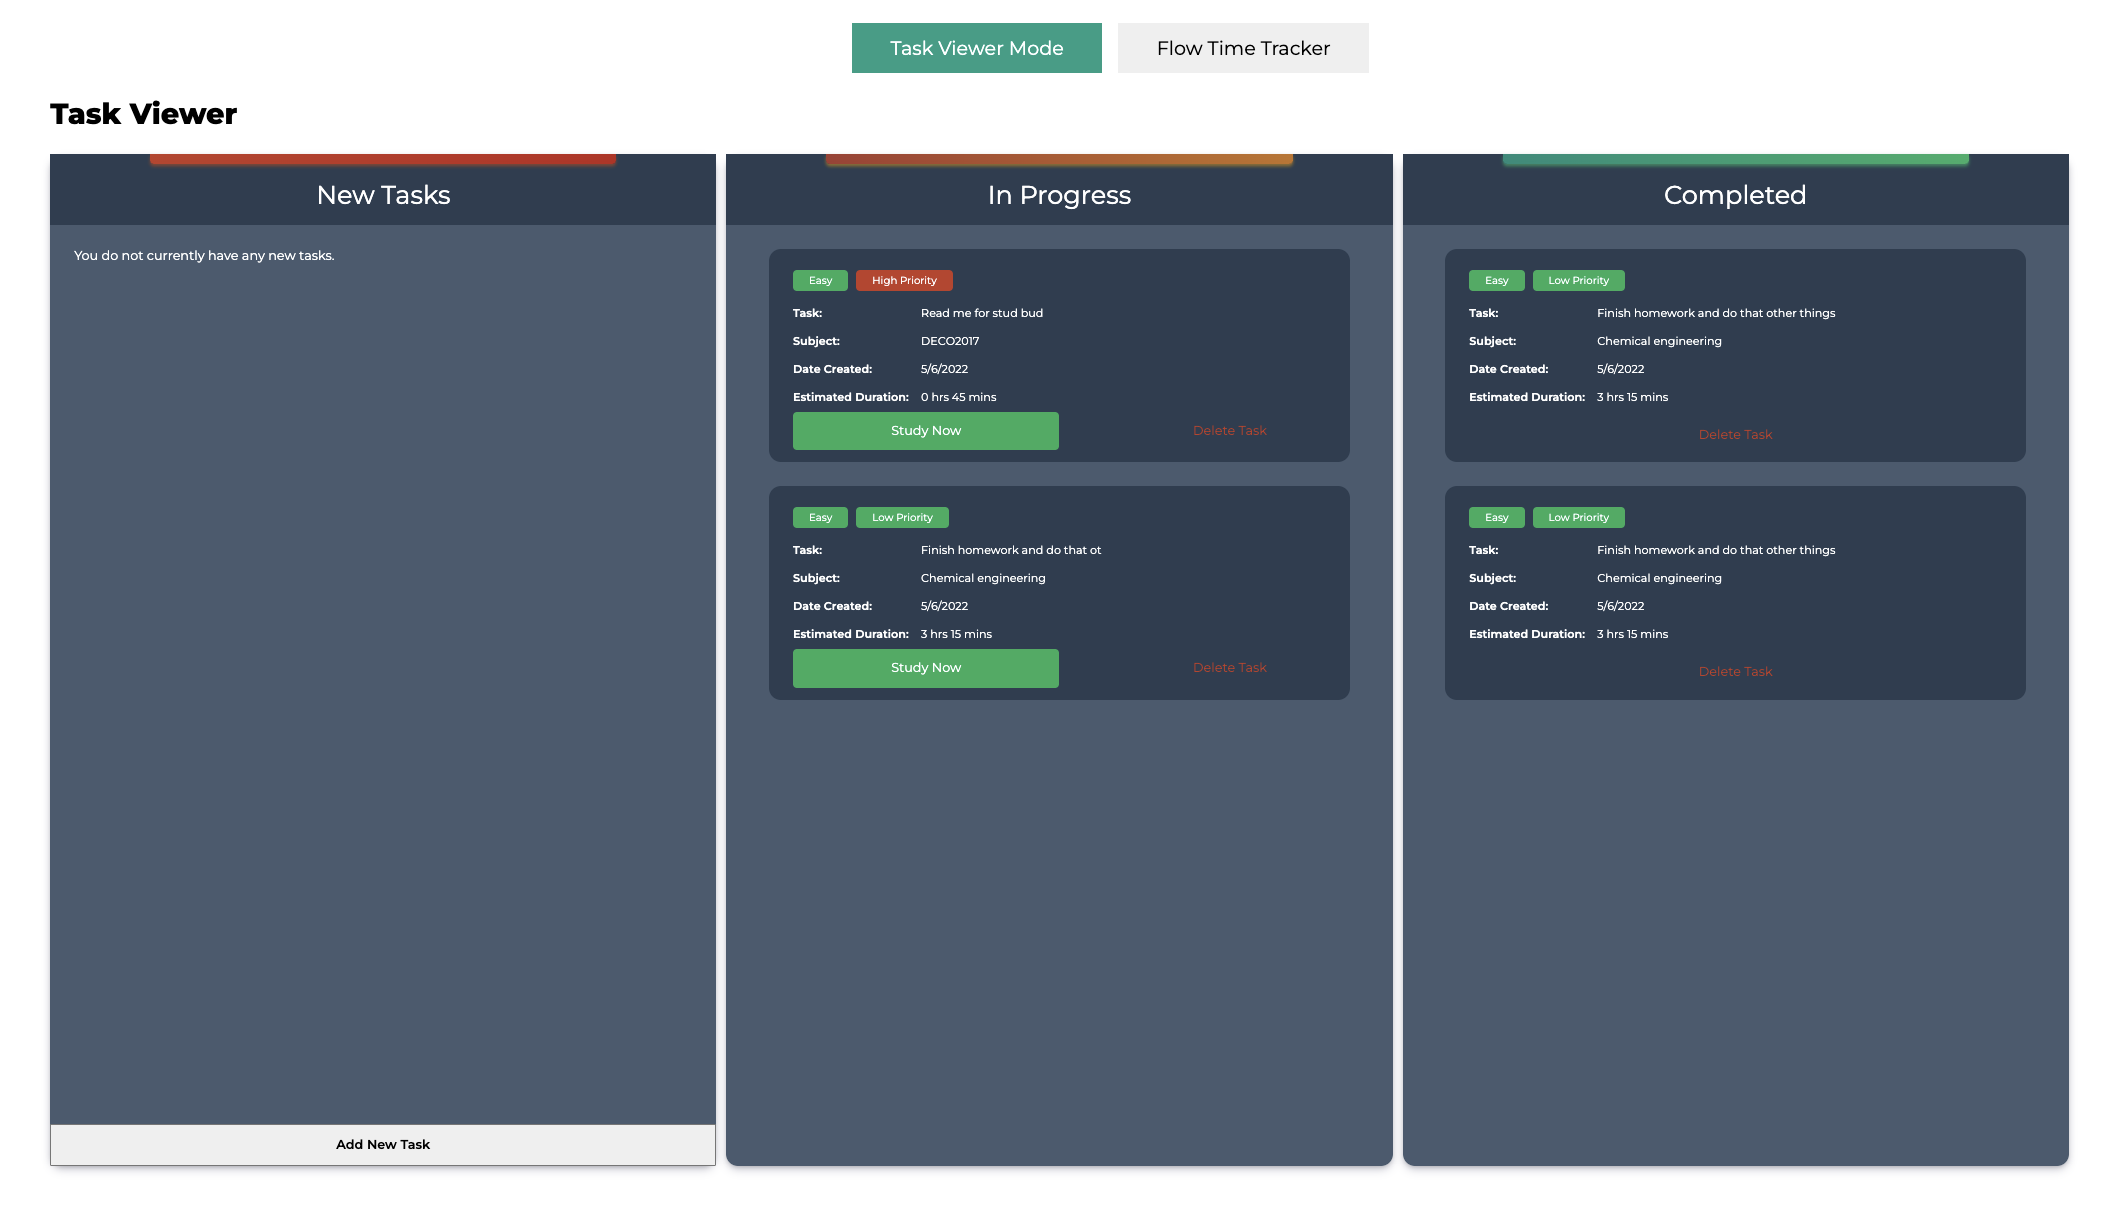 Task Viewer Mode
Flow Time Tracker
Task Viewer
New Tasks
You do not currently have any new tasks.
Add New Task
In Progress
Easy High Priority
Task: Read me for stud bud
Subject: DECO2017
Date Created: 5/6/2022
Estimated Duration: 0 hrs 45 mins
Study Now Delete Task
Easy Low Priority
Task: Finish homework and do that ot
Subject: Chemical engineering
Date Created: 5/6/2022
Estimated Duration: 3 hrs 15 mins
Study Now Delete Task
Completed
Easy Low Priority
Task: Finish homework and do that other things
Subject: Chemical engineering
Date Created: 5/6/2022
Estimated Duration: 3 hrs 15 mins
Delete Task
Easy Low Priority
Task: Finish homework and do that other things
Subject: Chemical engineering
Date Created: 5/6/2022
Estimated Duration: 3 hrs 15 mins
Delete Task